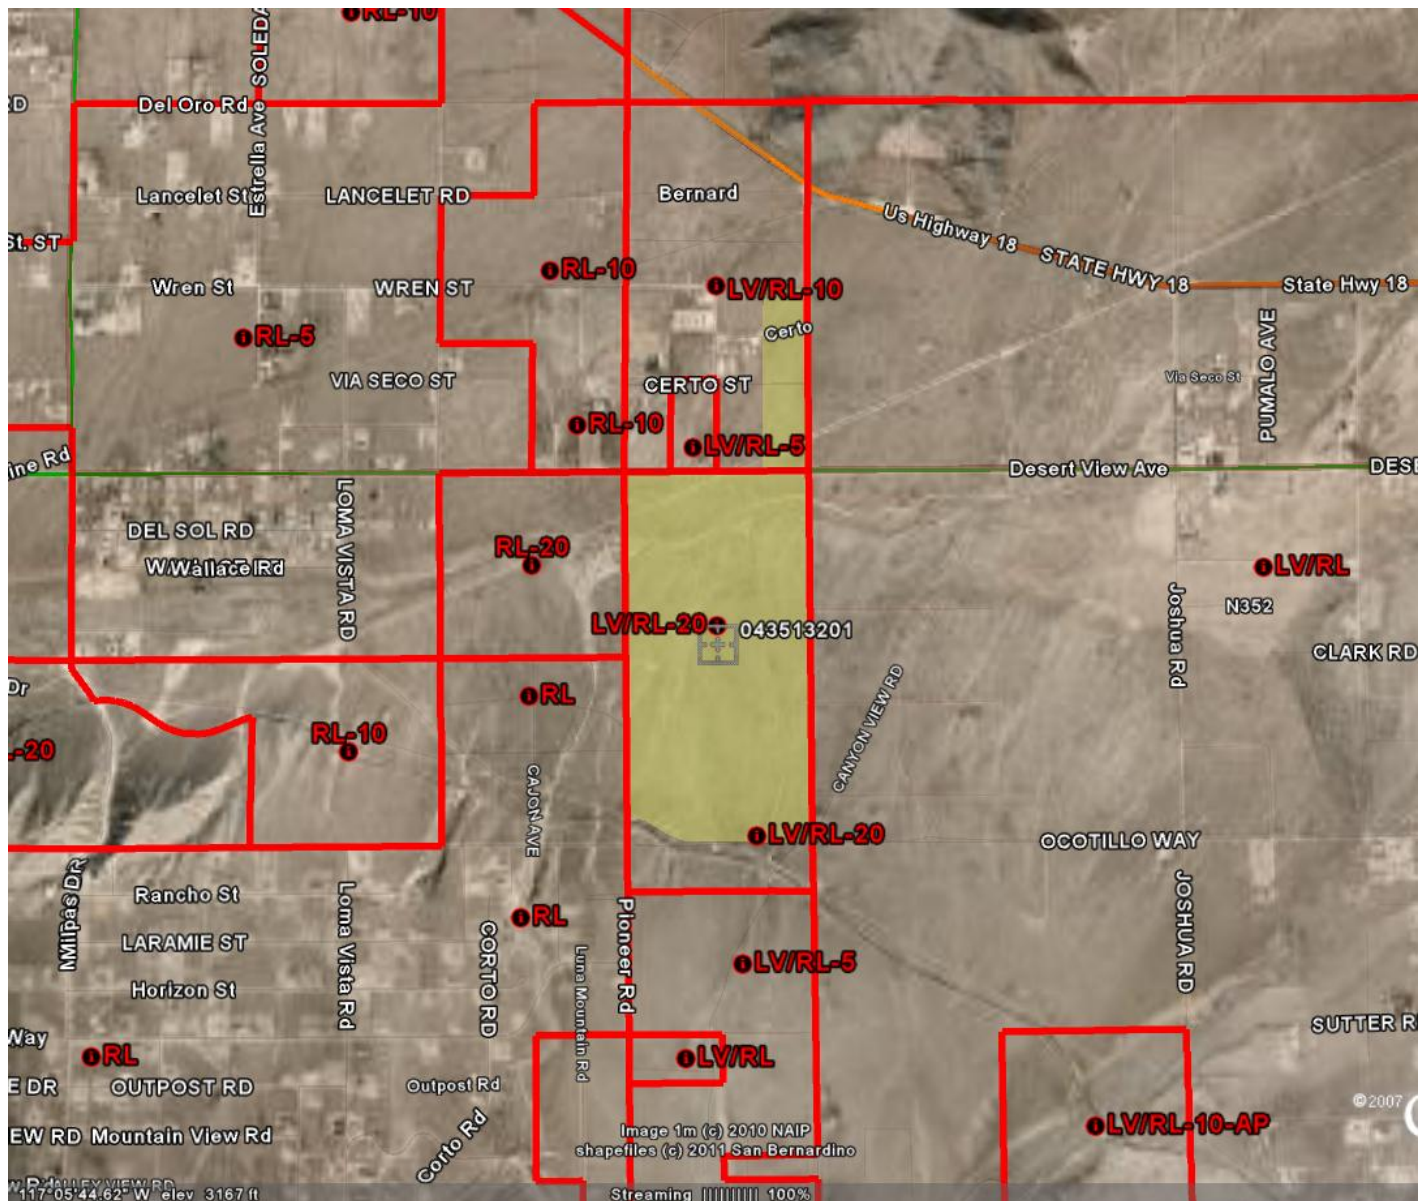 RL-10
SOLEDA
RD
Del Oro Rd
Estrella Ave
Lancelet St
LANCELET RD
Bernard
St. ST
Us Highway 18
STATE HWY 18
State Hwy 18
RL-10
LV/RL-10
Wren St
WREN ST
Certo
RL-5
PUMALO AVE
VIA SECO ST
CERTO ST
Via Seco St
RL-10
LV/RL-5
ine Rd
Desert View Ave
DESE
LOMA VISTA RD
DEL SOL RD
RL-20
Wallace Rd
LV/RL
Joshua Rd
N352
LV/RL-20
043513201
CLARK RD
Dr
RL
CANYON VIEW RD
RL-10
L-20
CAJON AVE
LV/RL-20
OCOTILLO WAY
Milpas Dr
Rancho St
Loma Vista Rd
CORTO RD
RL
Pioneer Rd
JOSHUA RD
LARAMIE ST
Luna Mountain Rd
LV/RL-5
Horizon St
SUTTER R
Way
RL
LV/RL
E DR
OUTPOST RD
Outpost Rd
©2007
EW RD
Mountain View Rd
Corto Rd
Image 1m (c) 2010 NAIP
LV/RL-10-AP
shapefiles (c) 2011 San Bernardino
VALLEY VIEW RD
117°05'44.62" W elev 3167 ft
Streaming |||||||||| 100%